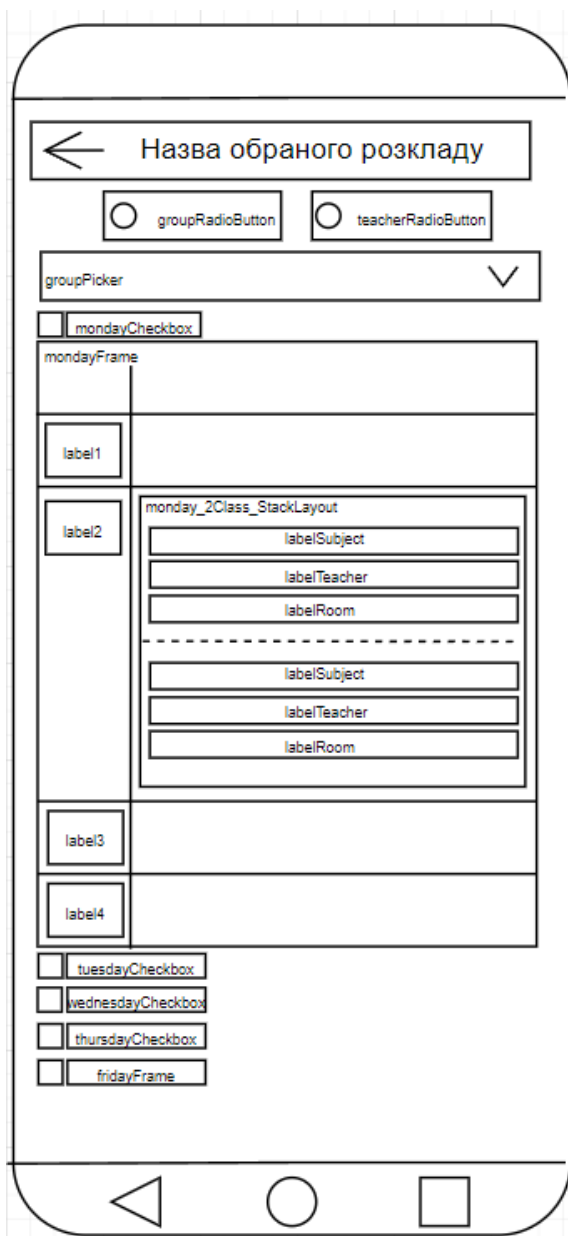 Назва обраного розкладу
groupRadioButton teacherRadioButton
groupPicker
mondayCheckbox
mondayFrame
label1
label2
monday_2Class_StackLayout
labelSubject
labelTeacher
labelRoom
labelSubject
labelTeacher
labelRoom
label3
label4
tuesdayCheckbox
wednesdayCheckbox
thursdayCheckbox
fridayFrame